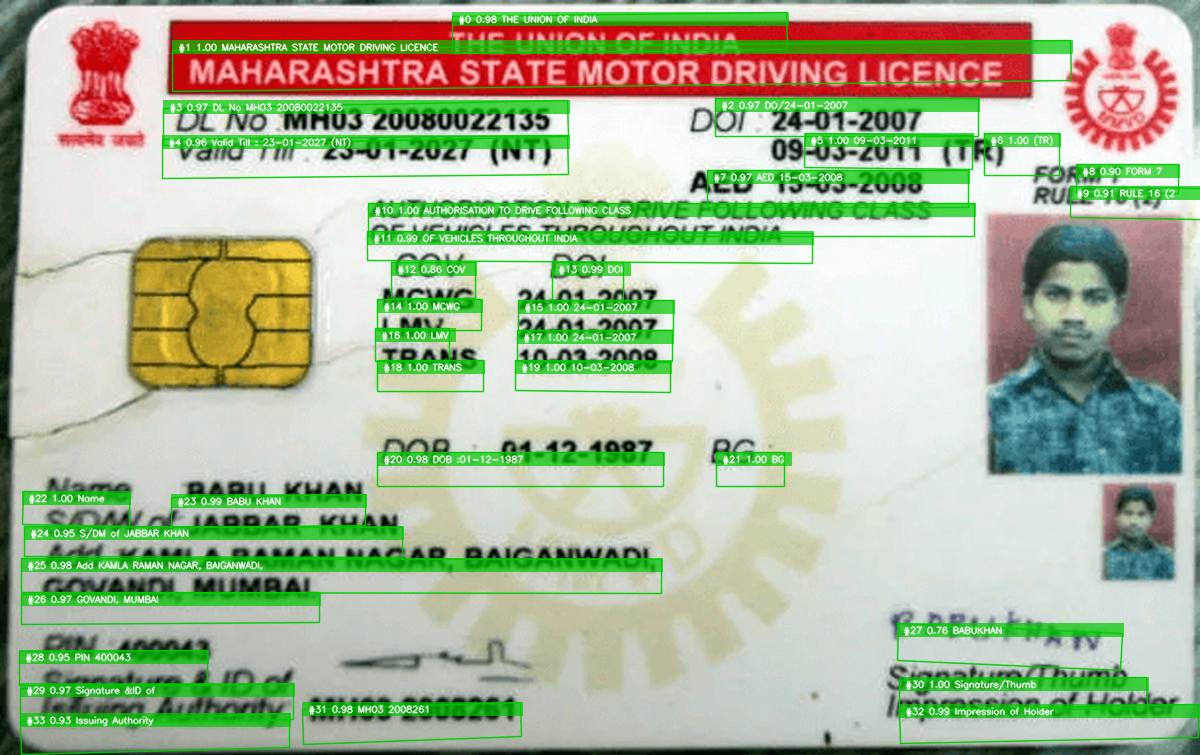 #0 0.98 THE UNION OF INDIA
THE UNION OF INDIA
#1 1.00 MAHARASHTRA STATE MOTOR DRIVING LICENCE
MAHARASHTRA STATE MOTOR DRIVING LICENCE
सत्यमेव जयते
#3 0.97 DL No MH03 20080022135 #2 0.97 DO/24-01-2007
DL No MH03 20080022135 DOI : 24-01-2007
#4 0.96 Valid Till : 23-01-2027 (NT) #5 1.00 09-03-2011 #6 1.00 (TR)
Valid Till : 23-01-2027 (NT) 09-03-2011 (TR)
#7 0.97 AED 15-03-2008 #8 0.90 FORM 7
AED 15-03-2008 FORM 7
#9 0.91 RULE 16 (2
RULE 16 (2)
#10 1.00 AUTHORISATION TO DRIVE FOLLOWING CLASS
AUTHORISATION TO DRIVE FOLLOWING CLASS
#11 0.99 OF VEHICLES THROUGHOUT INDIA
OF VEHICLES THROUGHOUT INDIA
#12 0.86 COV #13 0.99 DOI
COV DOI
#14 1.00 MCWG #15 1.00 24-01-2007
MCWG 24-01-2007
#16 1.00 LMV #17 1.00 24-01-2007
LMV 24-01-2007
#18 1.00 TRANS #19 1.00 10-03-2008
TRANS 10-03-2008
#20 0.98 DOB :01-12-1987 #21 1.00 BG
DOB : 01-12-1987 BG :
#22 1.00 Name #23 0.99 BABU KHAN
Name BABU KHAN
#24 0.95 S/DM of JABBAR KHAN
S/DM of JABBAR KHAN
#25 0.98 Add KAMLA RAMAN NAGAR, BAIGANWADI,
Add KAMLA RAMAN NAGAR, BAIGANWADI,
#26 0.97 GOVANDI, MUMBAI
GOVANDI, MUMBAI
#27 0.76 BABUKHAN
BABUKHAN
#28 0.95 PIN 400043
PIN 400043
#29 0.97 Signature &ID of #30 1.00 Signature/Thumb
Signature & ID of Signature/Thumb
#33 0.93 Issuing Authority #31 0.98 MH03 2008261 #32 0.99 Impression of Holder
Issuing Authority MH03 2008261 Impression of Holder